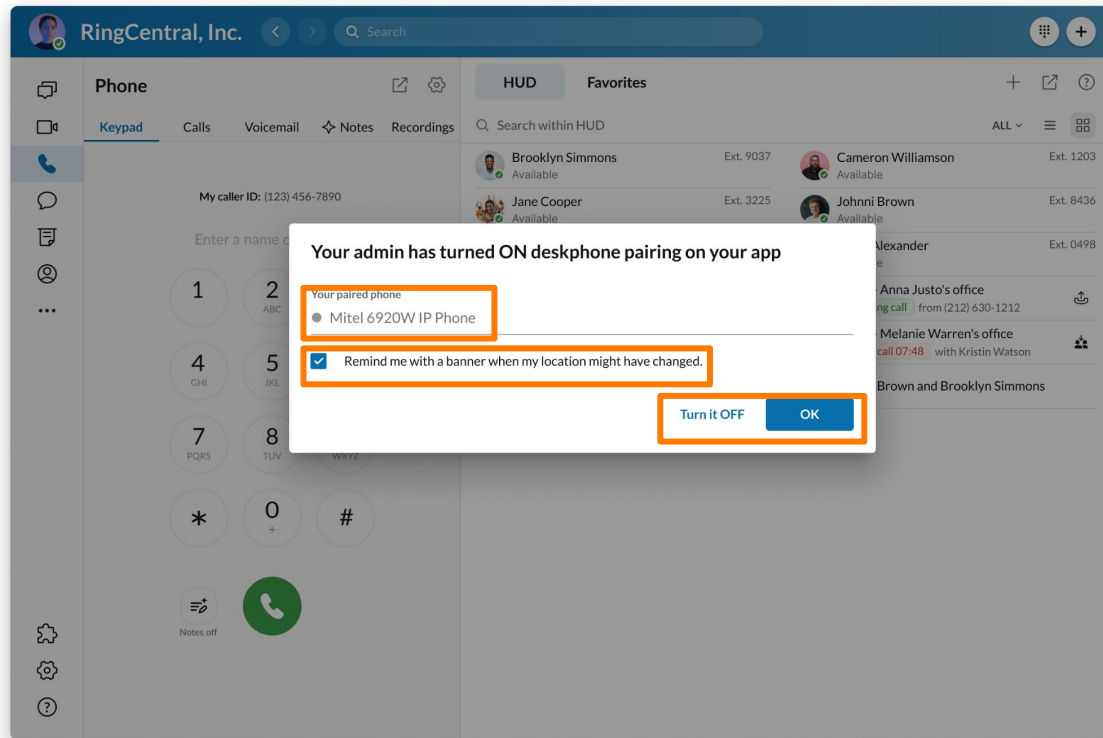 RingCentral, Inc.
Search
Phone
Keypad
Calls
Voicemail
Notes
Recordings
My caller ID: (123) 456-7890
Enter a name
1
2
ABC
4
GHI
5
JKL
7
PQRS
8
TUV
WXYZ
*
0
+
#
Notes off
HUD
Favorites
Search within HUD
ALL
Brooklyn Simmons
Ext. 9037
Available
Cameron Williamson
Ext. 1203
Available
Jane Cooper
Ext. 3225
Available
Johnni Brown
Ext. 8436
Available
Alexander
Ext. 0498
Anna Justo's office
call from (212) 630-1212
Melanie Warren's office
call 07:48 with Kristin Watson
Brown and Brooklyn Simmons
Your admin has turned ON deskphone pairing on your app
Your paired phone
Mitel 6920W IP Phone
Remind me with a banner when my location might have changed.
Turn it OFF
OK